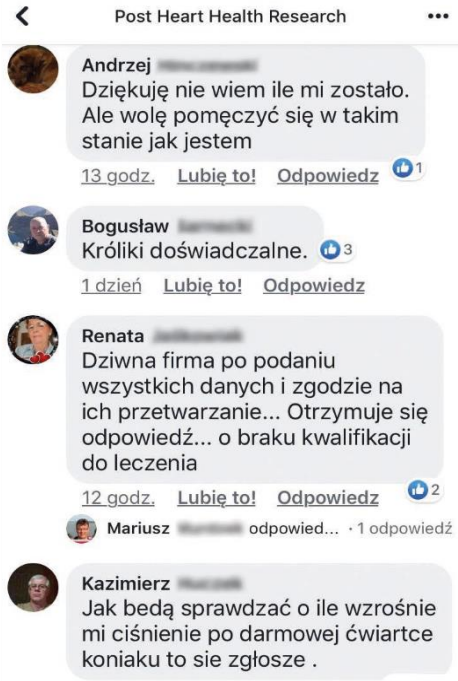 Post Heart Health Research
Andrzej
Dziękuję nie wiem ile mi zostało.
Ale wolę pomęczyć się w takim
stanie jak jestem
13 godz. Lubię to! Odpowiedz 1
Bogusław
Króliki doświadczalne. 3
1 dzień Lubię to! Odpowiedz
Renata
Dziwna firma po podaniu
wszystkich danych i zgodzie na
ich przetwarzanie... Otrzymuje się
odpowiedź... o braku kwalifikacji
do leczenia
12 godz. Lubię to! Odpowiedz 2
Mariusz odpowied... · 1 odpowiedź
Kazimierz
Jak bedą sprawdzać o ile wzrośnie
mi ciśnienie po darmowej ćwiartce
koniaku to sie zgłosze .